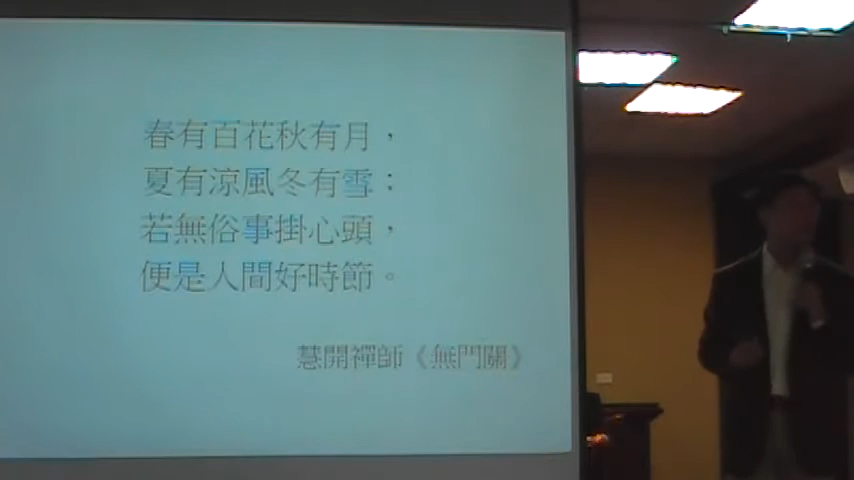 春有百花秋有月，
夏有涼風冬有雪；
若無俗事掛心頭，
便是人間好時節。
慧開禪師《無門關》